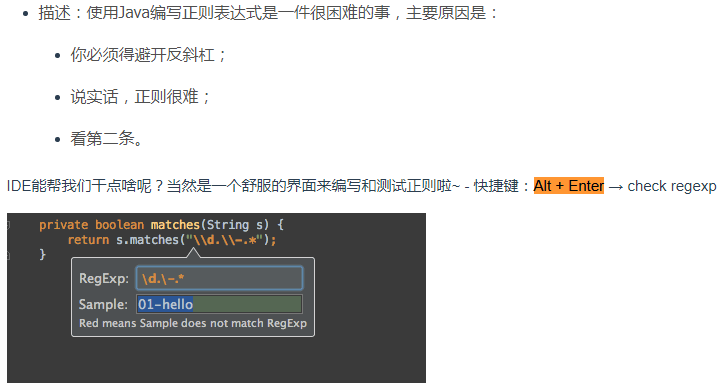 描述：使用Java编写正则表达式是一件很困难的事，主要原因是：
你必须得避开反斜杠；
说实话，正则很难；
看第二条。
IDE能帮我们干点啥呢？当然是一个舒服的界面来编写和测试正则啦~ - 快捷键：Alt + Enter → check regexp
private boolean matches(String s) {
return s.matches("\\d.\\-.*");
}
RegExp: \d.\-.*
Sample: 01-hello
Red means Sample does not match RegExp